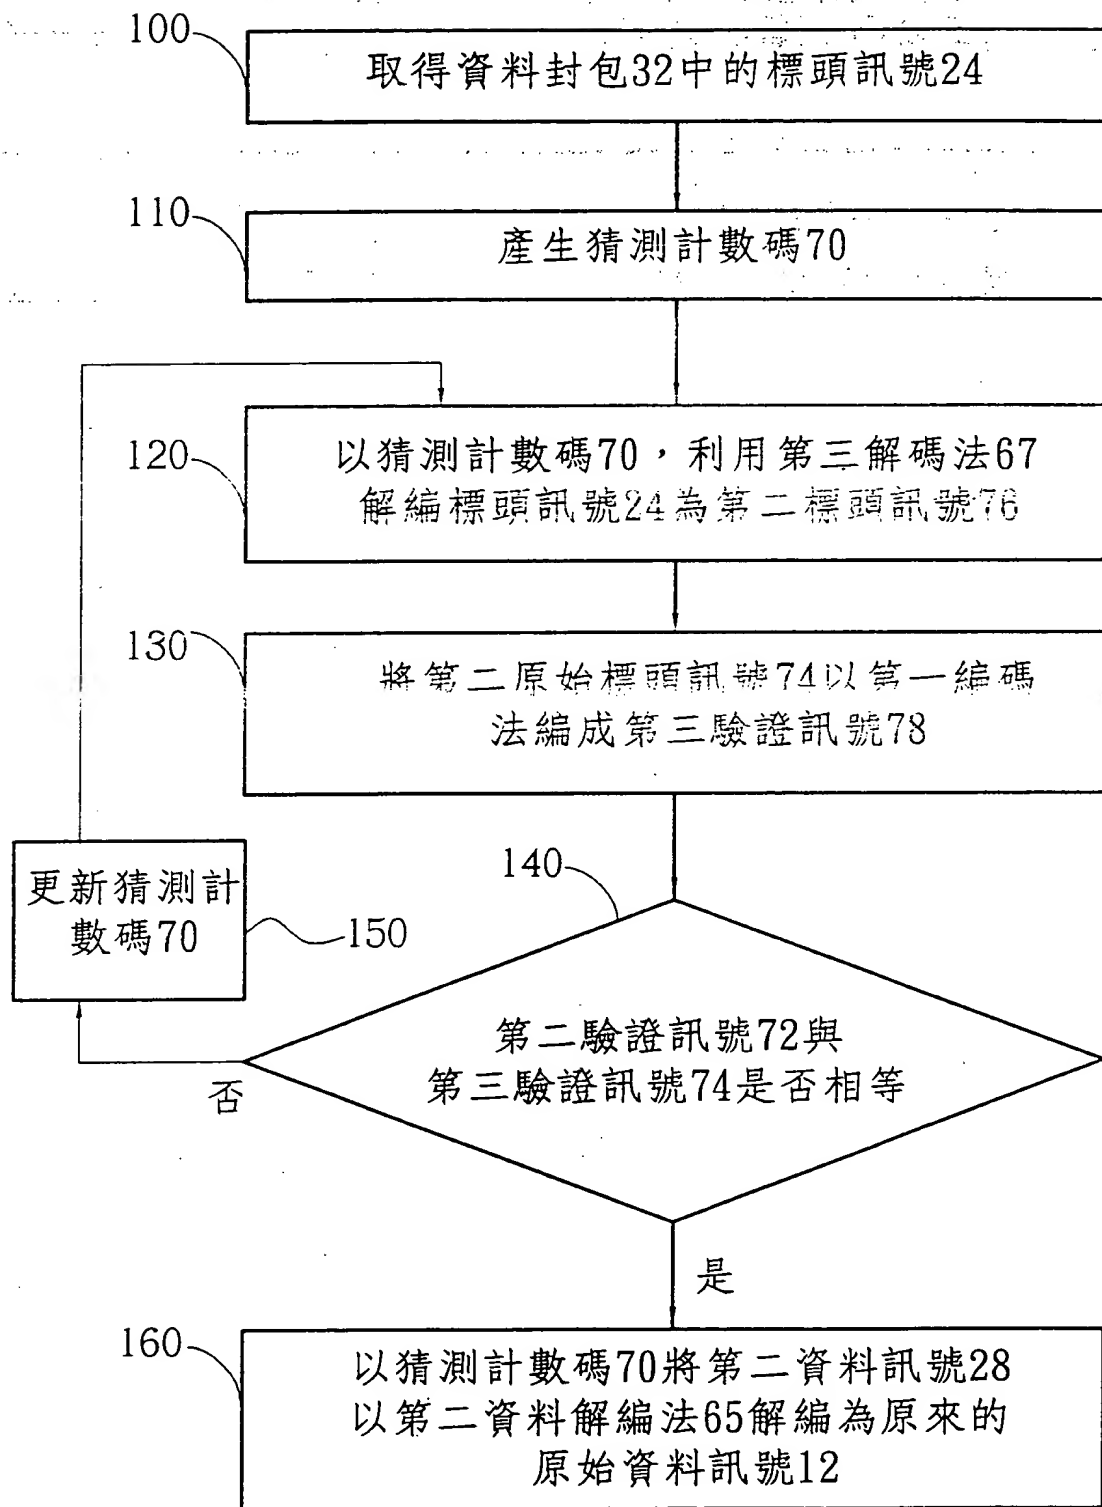 100
取得資料封包32中的標頭訊號24
110
產生猜測計數碼70
120
以猜測計數碼70，利用第三解碼法67
解編標頭訊號24為第二標頭訊號76
130
將第二原始標頭訊號74以第一編碼
法編成第三驗證訊號78
140
更新猜測計
數碼70
150
第二驗證訊號72與
第三驗證訊號74是否相等
否
是
160
以猜測計數碼70將第二資料訊號28
以第二資料解編法65解編為原來的
原始資料訊號12